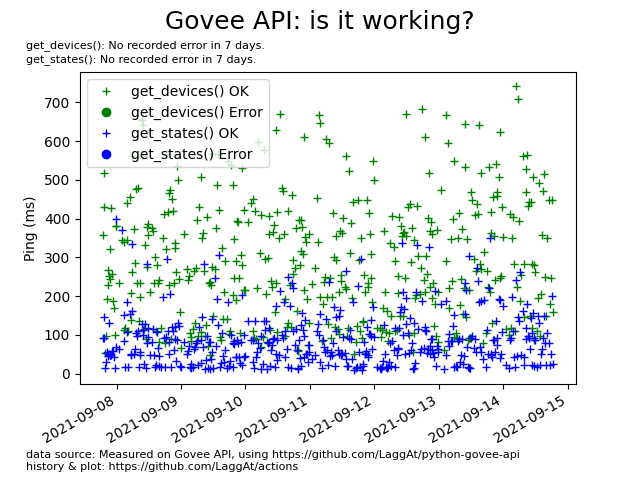 Govee API: is it working?
get_devices(): No recorded error in 7 days.
get_states(): No recorded error in 7 days.
get_devices() OK
get_devices() Error
get_states() OK
get_states() Error
Ping (ms)
700
600
500
400
300
200
100
0
2021-09-08
2021-09-09
2021-09-10
2021-09-11
2021-09-12
2021-09-13
2021-09-14
2021-09-15
data source: Measured on Govee API, using https://github.com/LaggAt/python-govee-api
history & plot: https://github.com/LaggAt/actions